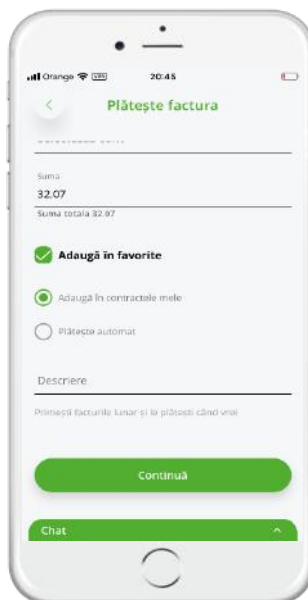 Orange VPN 20:45
Plătește factura
Suma
32.07
Suma totala 32.07
Adaugă în favorite
Adaugă în contractele mele
Plătește automat
Descriere
Primești facturile lunar și le plătești când vrei
Continuă
Chat